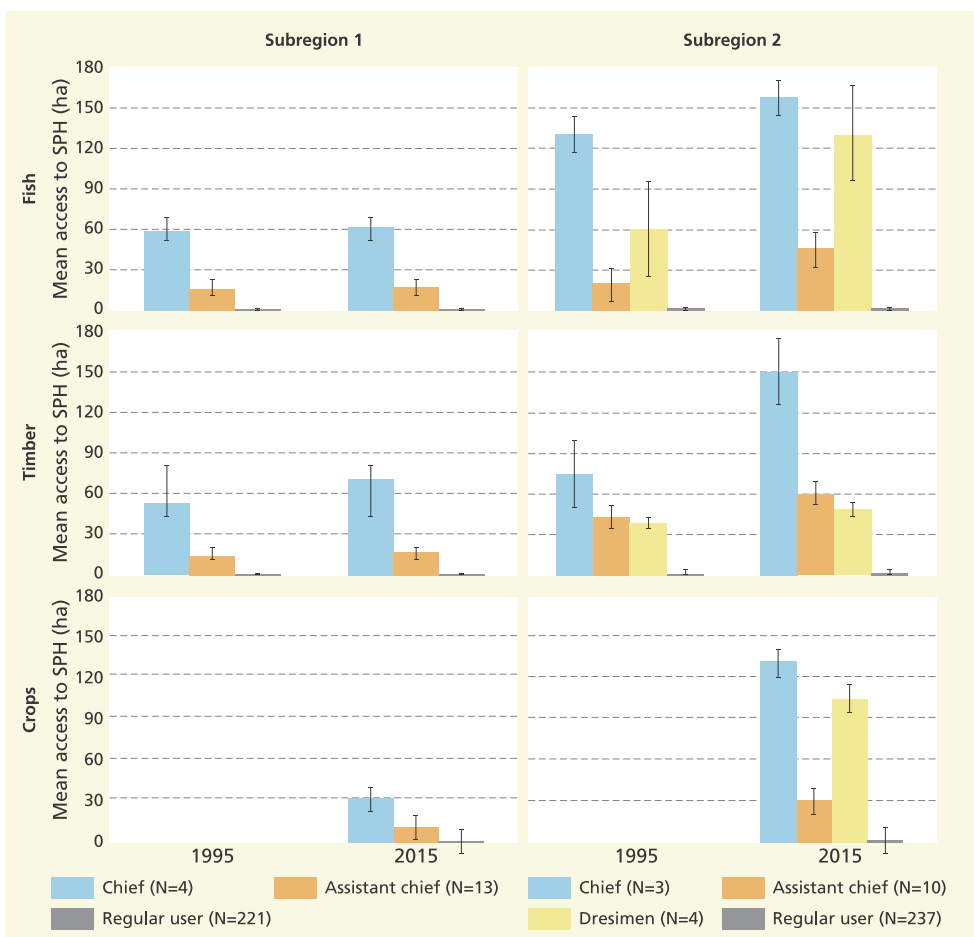 Subregion 1
Subregion 2
Fish
Mean access to SPH (ha)
180
150
120
90
60
30
0
Timber
Mean access to SPH (ha)
180
150
120
90
60
30
0
Crops
Mean access to SPH (ha)
180
150
120
90
60
30
0
1995
2015
1995
2015
Chief (N=4)
Assistant chief (N=13)
Regular user (N=221)
Chief (N=3)
Assistant chief (N=10)
Dresimen (N=4)
Regular user (N=237)